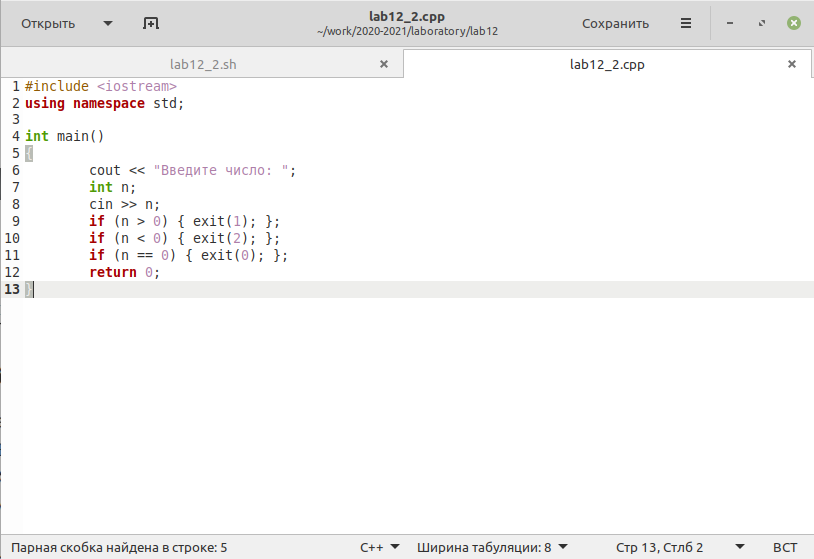 Открыть
lab12_2.cpp
~/work/2020-2021/laboratory/lab12
Сохранить
lab12_2.sh
lab12_2.cpp
1 #include <iostream>
2 using namespace std;
3
4 int main()
5 {
6 cout << "Введите число: ";
7 int n;
8 cin >> n;
9 if (n > 0) { exit(1); };
10 if (n < 0) { exit(2); };
11 if (n == 0) { exit(0); };
12 return 0;
13 }
Парная скобка найдена в строке: 5
C++
Ширина табуляции: 8
Стр 13, Стлб 2
ВСТ